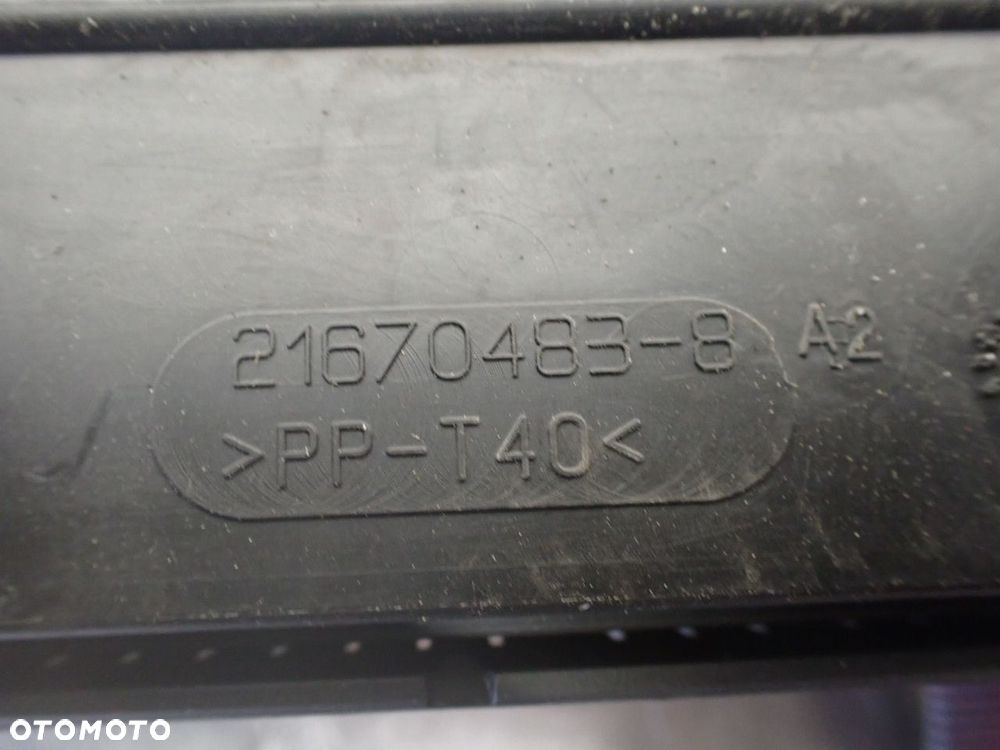 21670483-8 A2
>PP-T40<
OTOMOTO